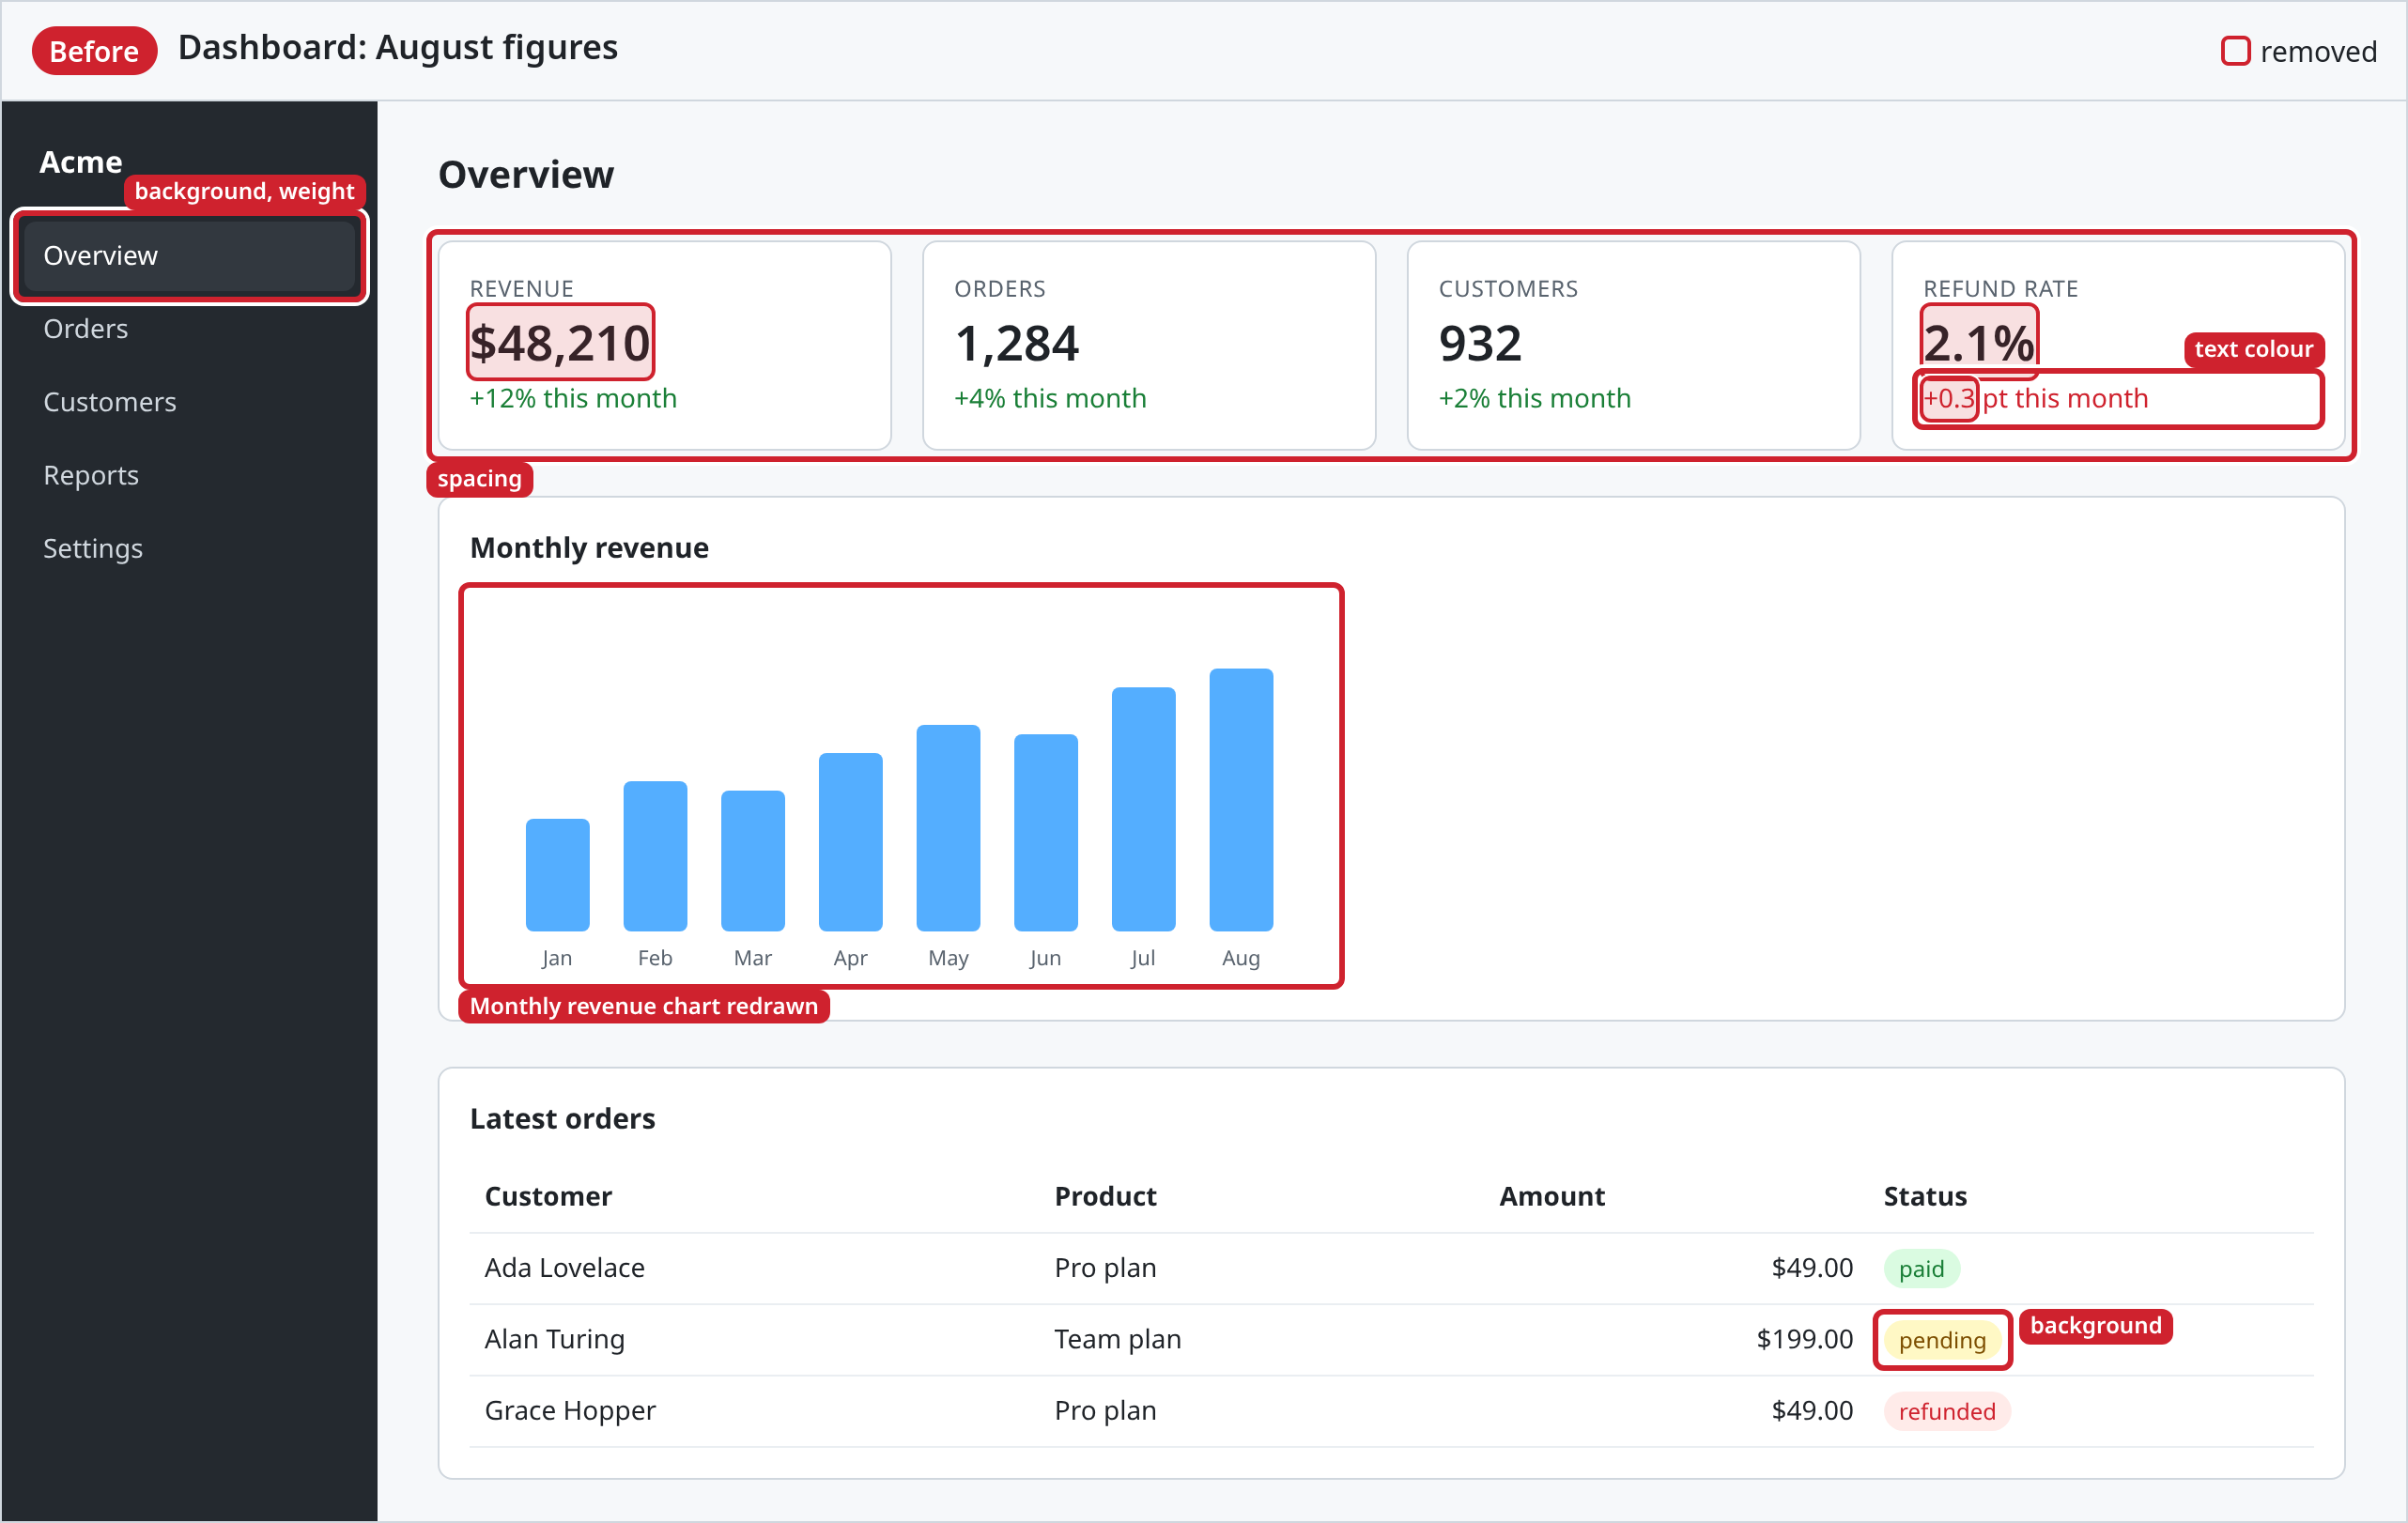 Before Dashboard: August figures
removed
Acme
background, weight
Overview
Orders
Customers
Reports
Settings
Overview
REVENUE
$48,210
+12% this month
ORDERS
1,284
+4% this month
CUSTOMERS
932
+2% this month
REFUND RATE
2.1%
text colour
+0.3 pt this month
spacing
Monthly revenue
Jan Feb Mar Apr May Jun Jul Aug
Monthly revenue chart redrawn
Latest orders
Customer Product Amount Status
Ada Lovelace Pro plan $49.00 paid
Alan Turing Team plan $199.00 pending background
Grace Hopper Pro plan $49.00 refunded